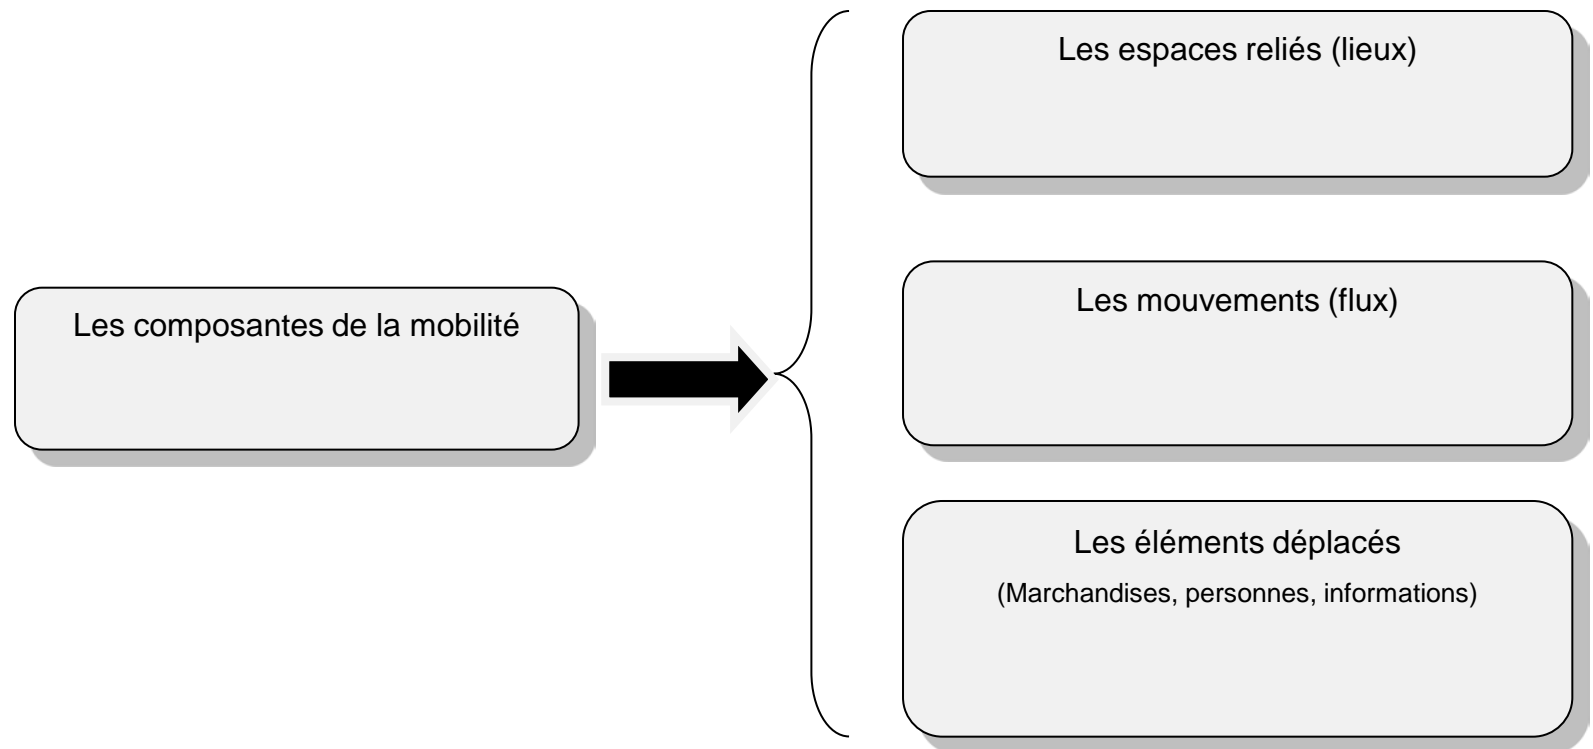 Les composantes de la mobilité
Les espaces reliés (lieux)
Les mouvements (flux)
Les éléments déplacés
(Marchandises, personnes, informations)